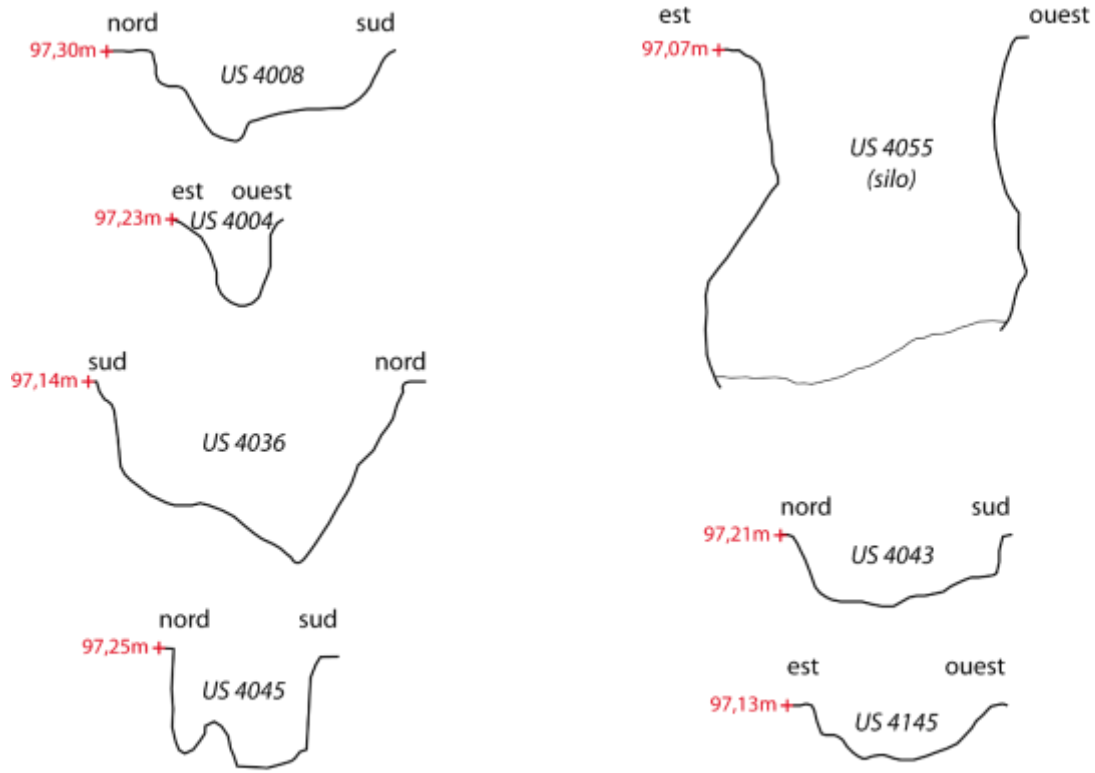 nord sud
97,30m
US 4008
est ouest
97,23m US 4004
sud nord
97,14m
US 4036
nord sud
97,25m
US 4045
est ouest
97,07m
US 4055
(silo)
nord sud
97,21m
US 4043
est ouest
97,13m
US 4145